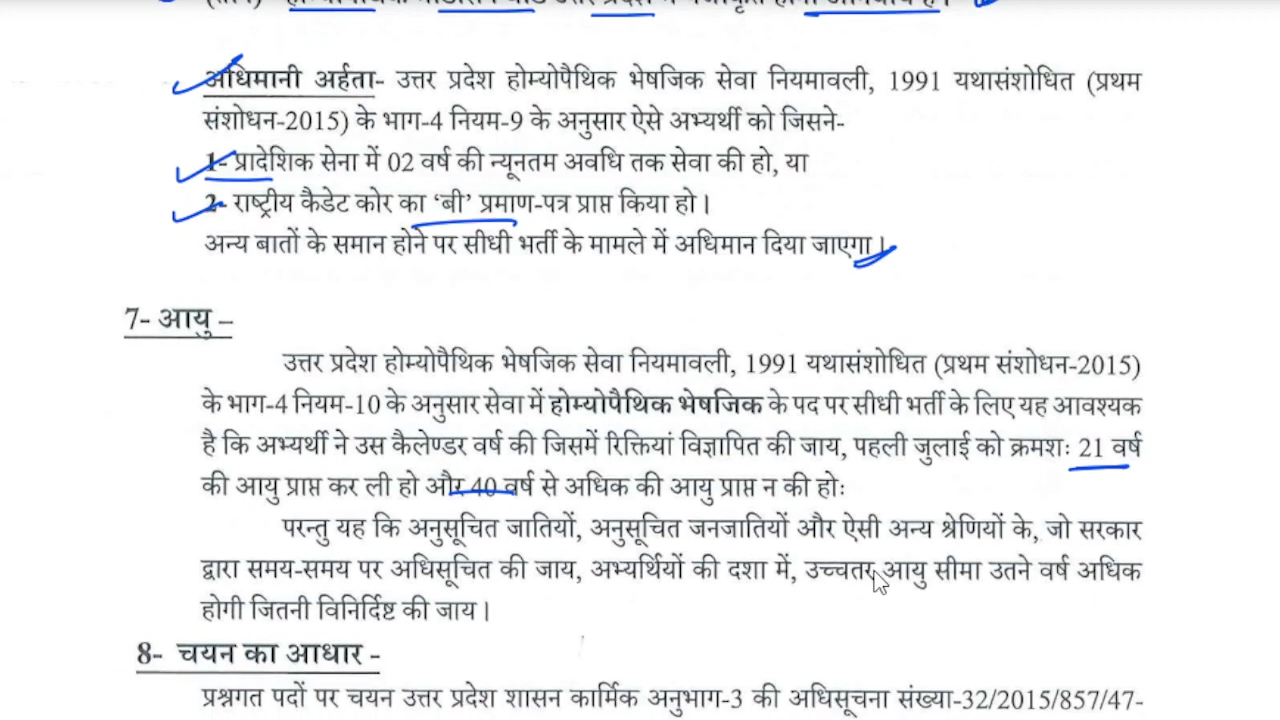 उत्तर प्रदेश में पंजीकृत होना अनिवार्य है।
अधिमानी अर्हता- उत्तर प्रदेश होम्योपैथिक भेषजिक सेवा नियमावली, 1991 यथासंशोधित (प्रथम
संशोधन-2015) के भाग-4 नियम-9 के अनुसार ऐसे अभ्यर्थी को जिसने-
1- प्रादेशिक सेना में 02 वर्ष की न्यूनतम अवधि तक सेवा की हो, या
2- राष्ट्रीय कैडेट कोर का ‘बी’ प्रमाण-पत्र प्राप्त किया हो।
अन्य बातों के समान होने पर सीधी भर्ती के मामले में अधिमान दिया जाएगा।
7- आयु –
उत्तर प्रदेश होम्योपैथिक भेषजिक सेवा नियमावली, 1991 यथासंशोधित (प्रथम संशोधन-2015)
के भाग-4 नियम-10 के अनुसार सेवा में होम्योपैथिक भेषजिक के पद पर सीधी भर्ती के लिए यह आवश्यक
है कि अभ्यर्थी ने उस कैलेण्डर वर्ष की जिसमें रिक्तियां विज्ञापित की जाय, पहली जुलाई को क्रमशः 21 वर्ष
की आयु प्राप्त कर ली हो और 40 वर्ष से अधिक की आयु प्राप्त न की होः
परन्तु यह कि अनुसूचित जातियों, अनुसूचित जनजातियों और ऐसी अन्य श्रेणियों के, जो सरकार
द्वारा समय-समय पर अधिसूचित की जाय, अभ्यर्थियों की दशा में, उच्चतर आयु सीमा उतने वर्ष अधिक
होगी जितनी विनिर्दिष्ट की जाय।
8- चयन का आधार -
प्रश्नगत पदों पर चयन उत्तर प्रदेश शासन कार्मिक अनुभाग-3 की अधिसूचना संख्या-32/2015/857/47-